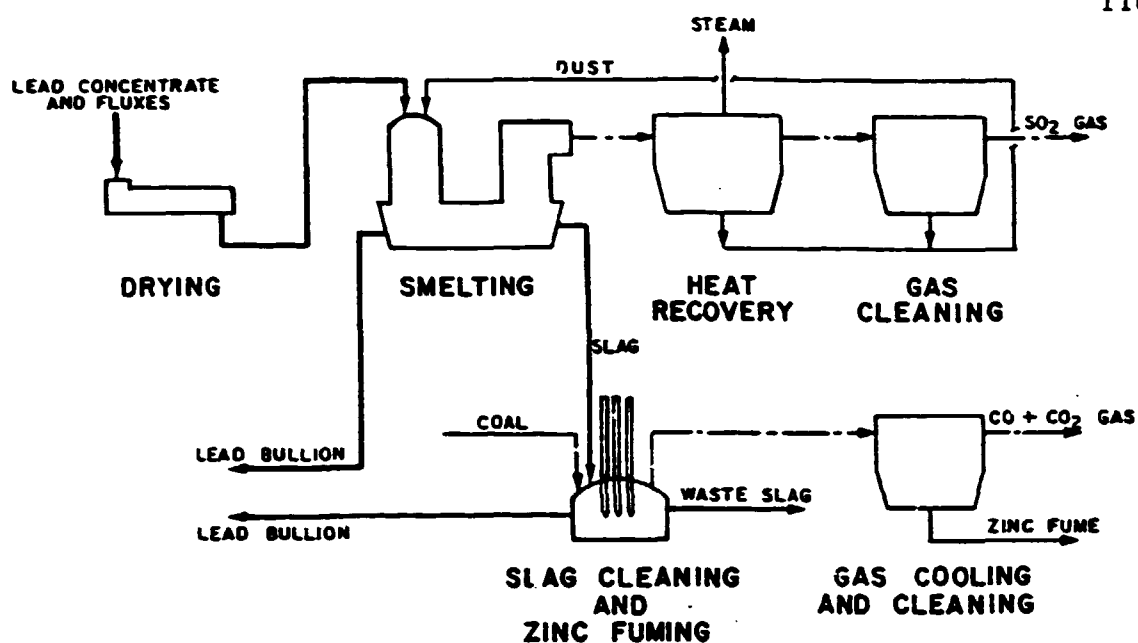 STEAM
DUST
LEAD CONCENTRATE
AND FLUXES
SO₂ GAS
DRYING
SMELTING
HEAT
RECOVERY
GAS
CLEANING
SLAG
COAL
CO + CO₂ GAS
LEAD BULLION
WASTE SLAG
LEAD BULLION
ZINC FUME
SLAG CLEANING
AND
ZINC FUMING
GAS COOLING
AND CLEANING